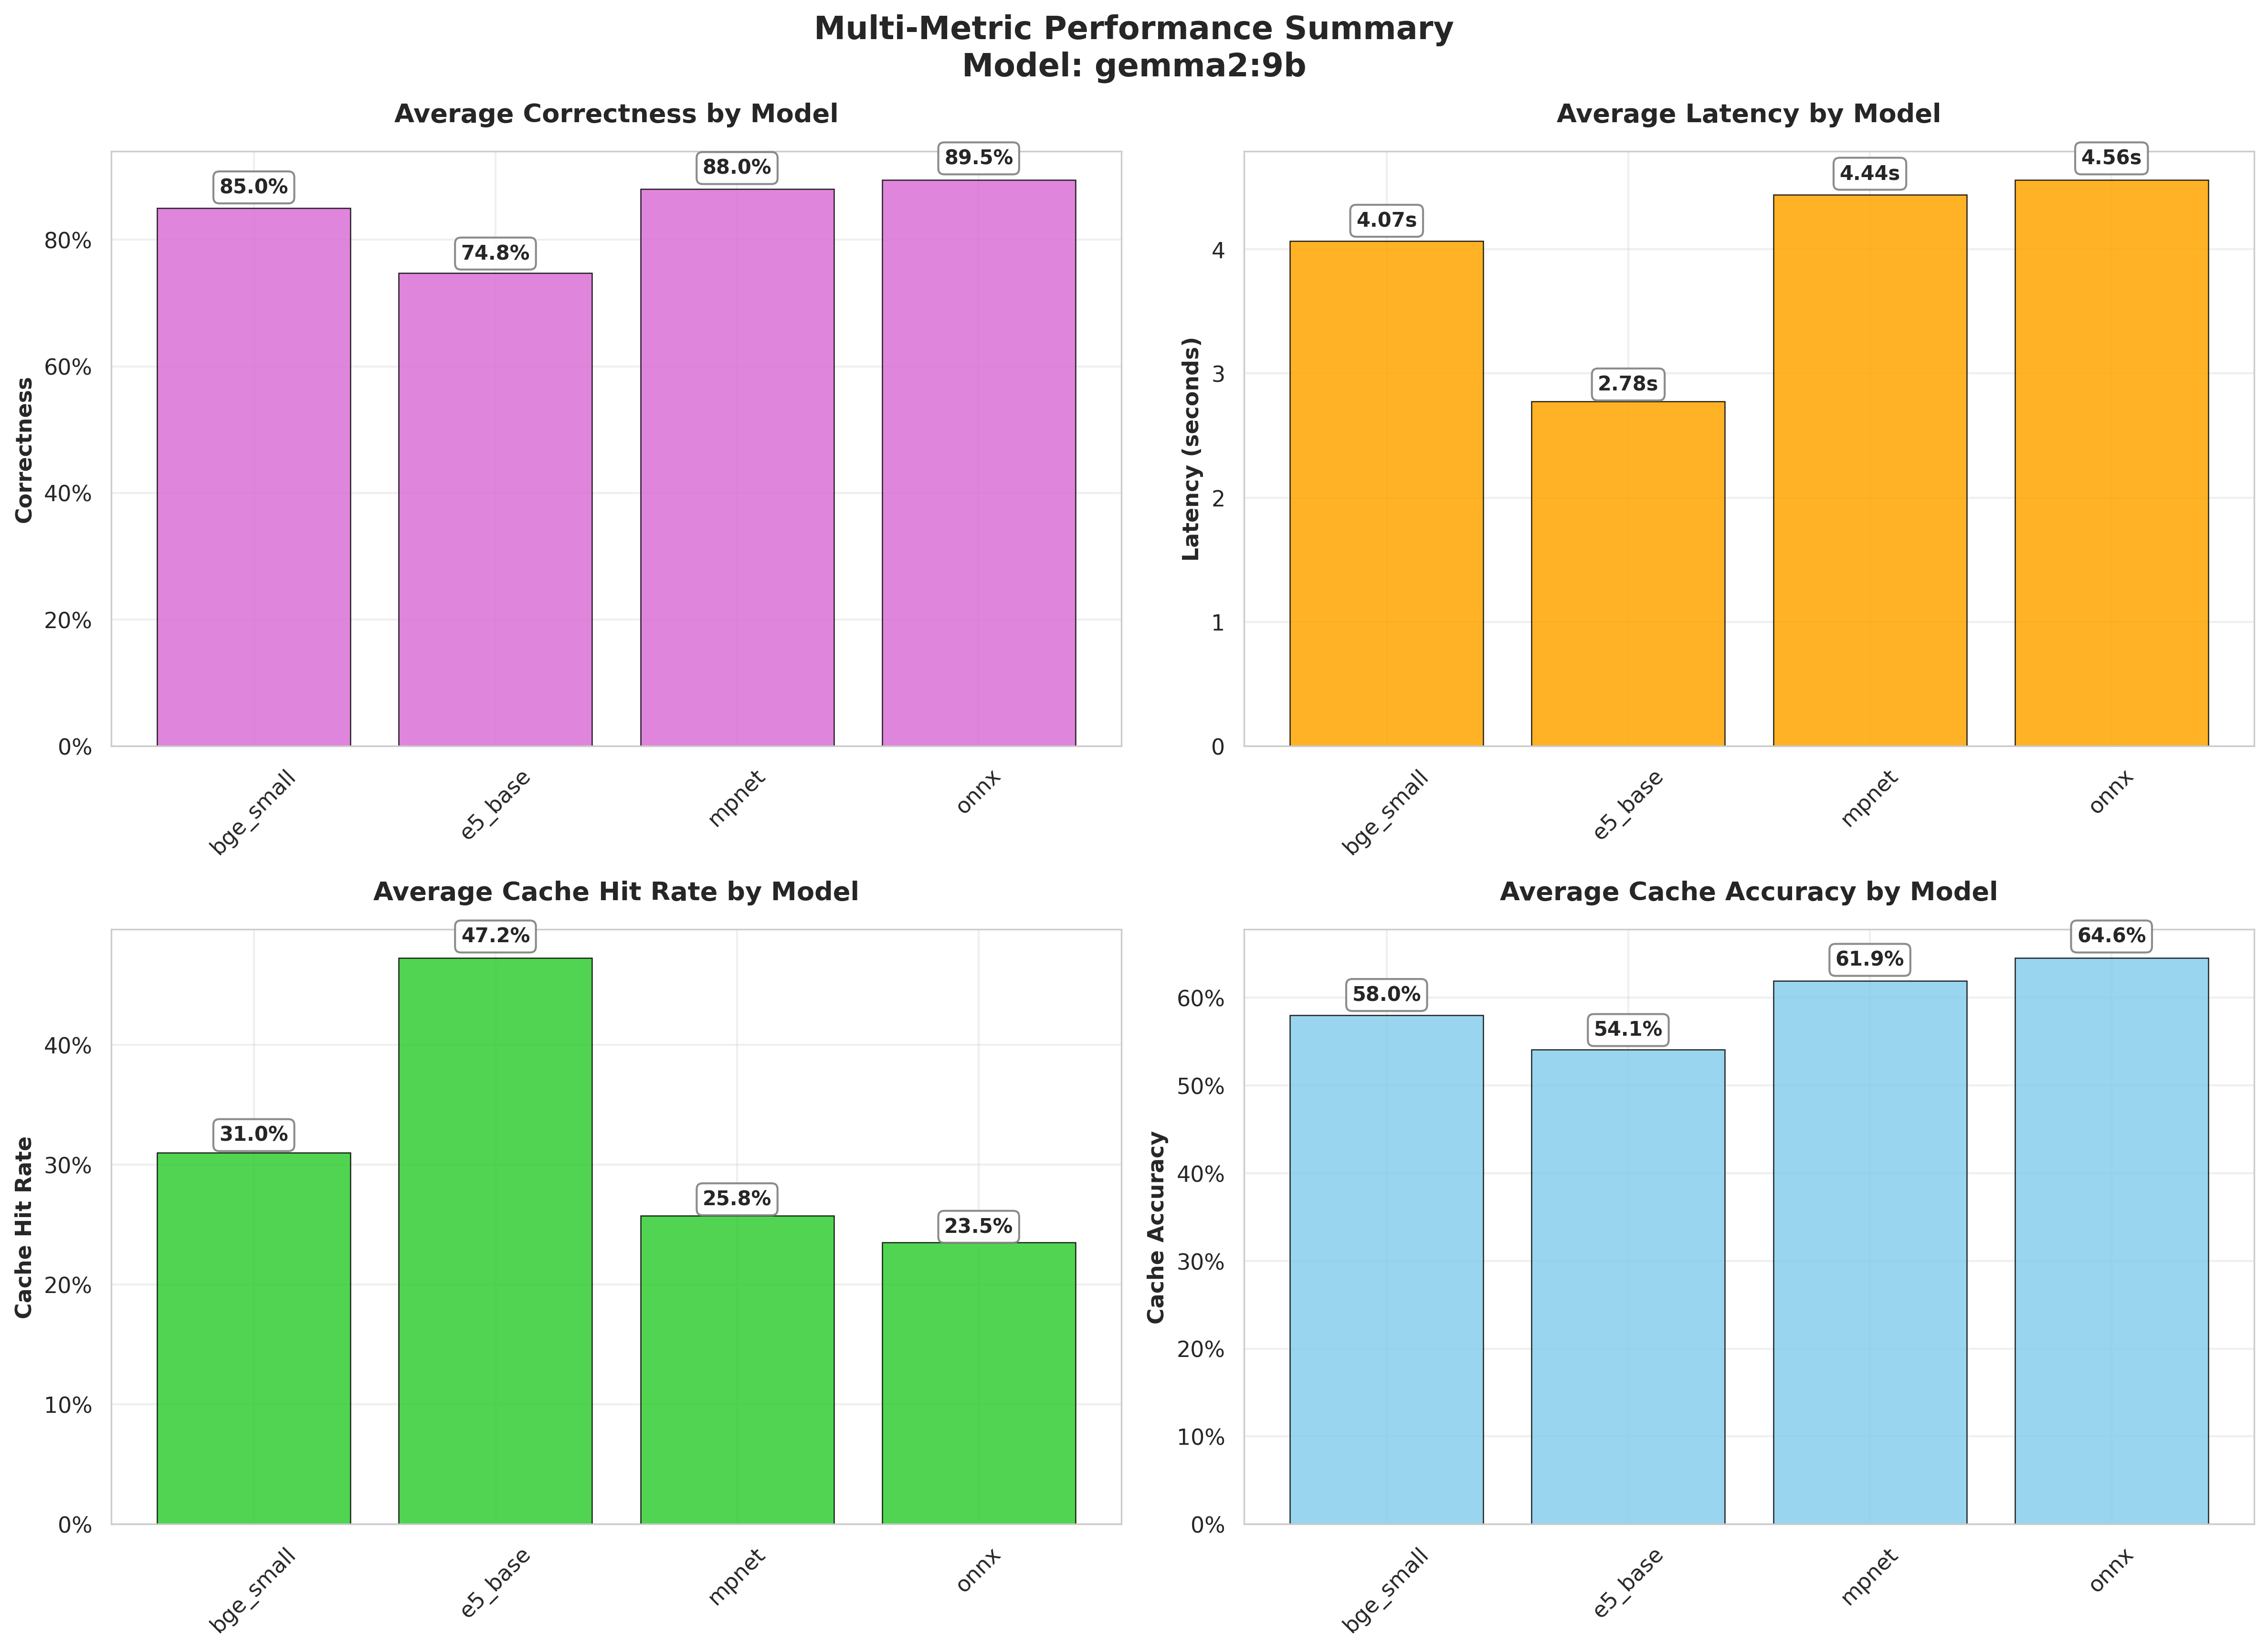 Multi-Metric Performance Summary
Model: gemma2:9b
Average Correctness by Model
Correctness
80%
60%
40%
20%
0%
85.0%
74.8%
88.0%
89.5%
bge_small
e5_base
mpnet
onnx
Average Latency by Model
Latency (seconds)
4
3
2
1
0
4.07s
2.78s
4.44s
4.56s
bge_small
e5_base
mpnet
onnx
Average Cache Hit Rate by Model
Cache Hit Rate
40%
30%
20%
10%
0%
31.0%
47.2%
25.8%
23.5%
bge_small
e5_base
mpnet
onnx
Average Cache Accuracy by Model
Cache Accuracy
60%
50%
40%
30%
20%
10%
0%
58.0%
54.1%
61.9%
64.6%
bge_small
e5_base
mpnet
onnx